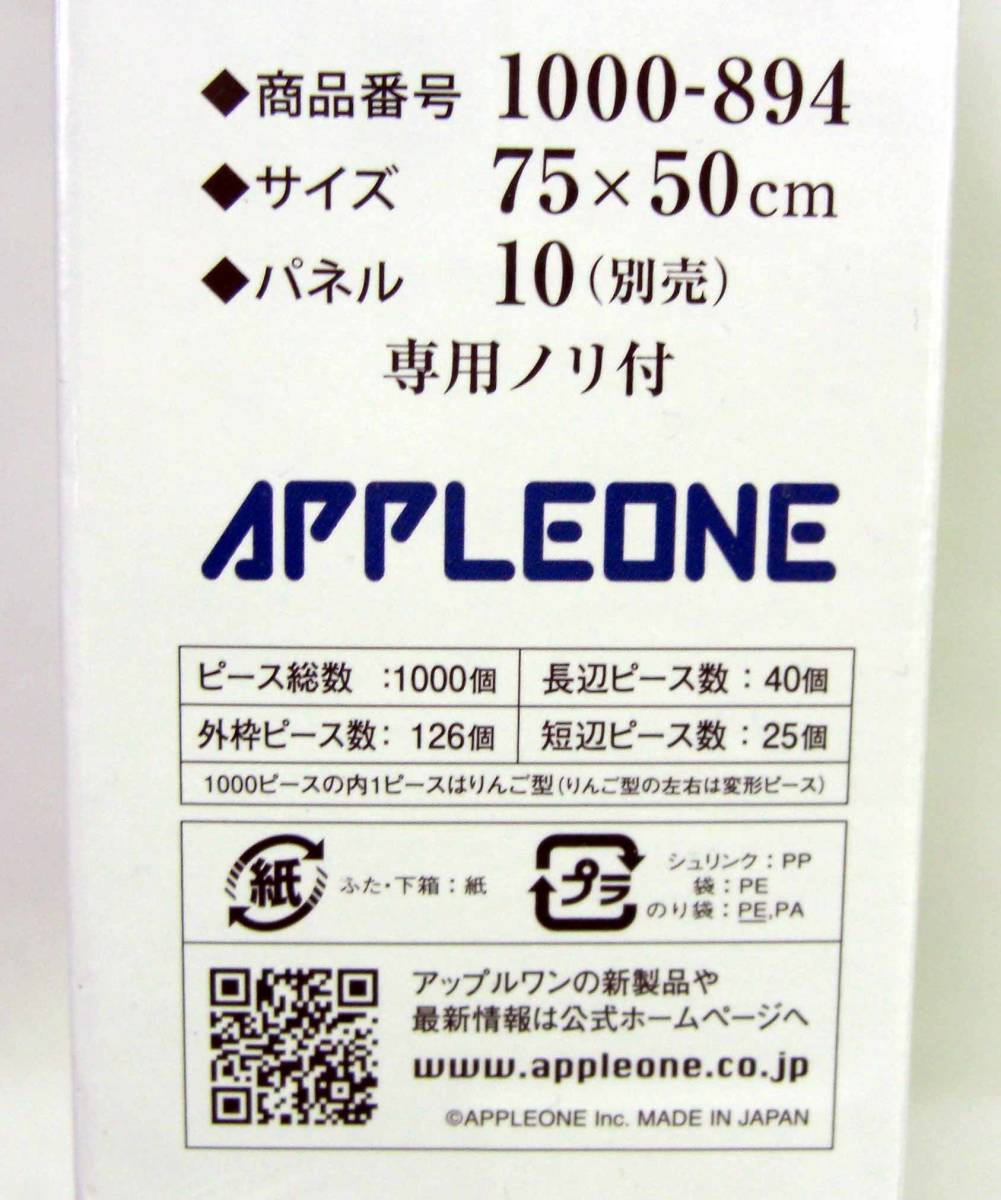 ◆商品番号 1000-894
◆サイズ 75×50cm
◆パネル 10(別売)
専用ノリ付
APPLEONE
ピース総数 :1000個
長辺ピース数:40個
外枠ピース数:126個
短辺ピース数:25個
1000ピースの内1ピースはりんご型(りんご型の左右は変形ピース)
紙
ふた・下箱:紙
プラ
シュリンク:PP
袋:PE
のり袋:PE,PA
アップルワンの新製品や
最新情報は公式ホームページへ
www.appleone.co.jp
©APPLEONE Inc. MADE IN JAPAN